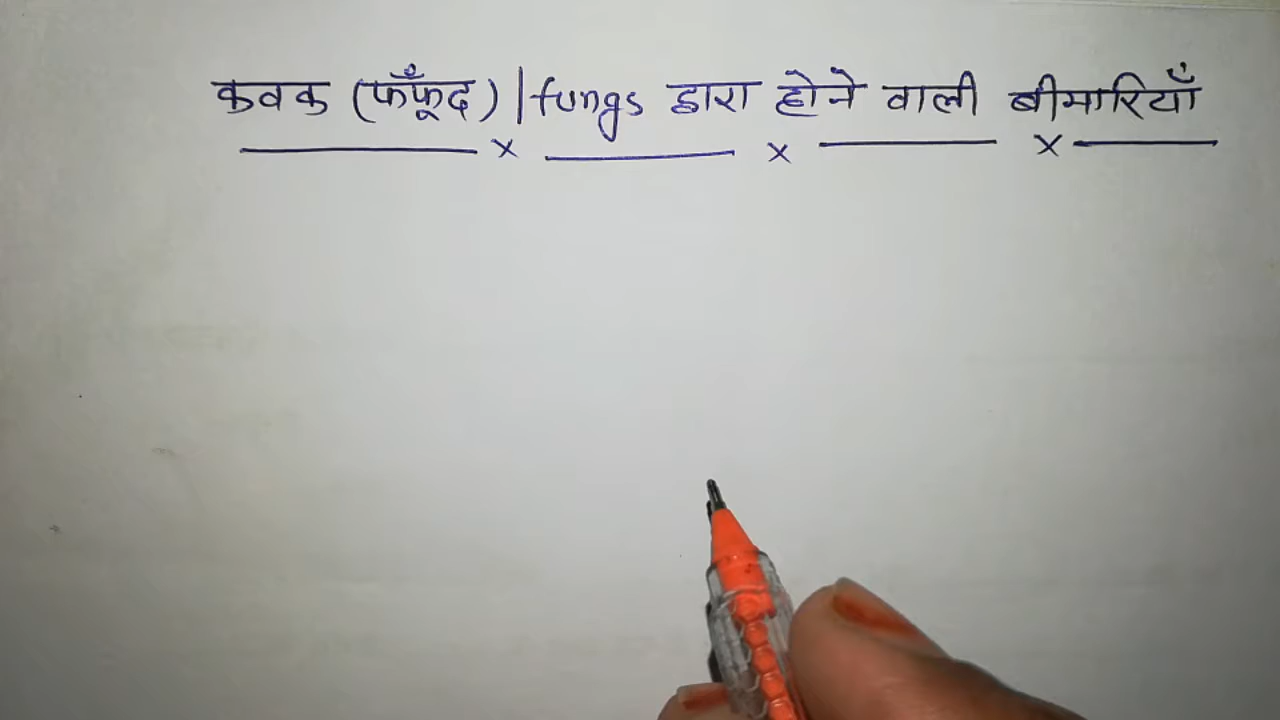 कवक (फफूँद) | fungs द्वारा होने वाली बीमारियाँ